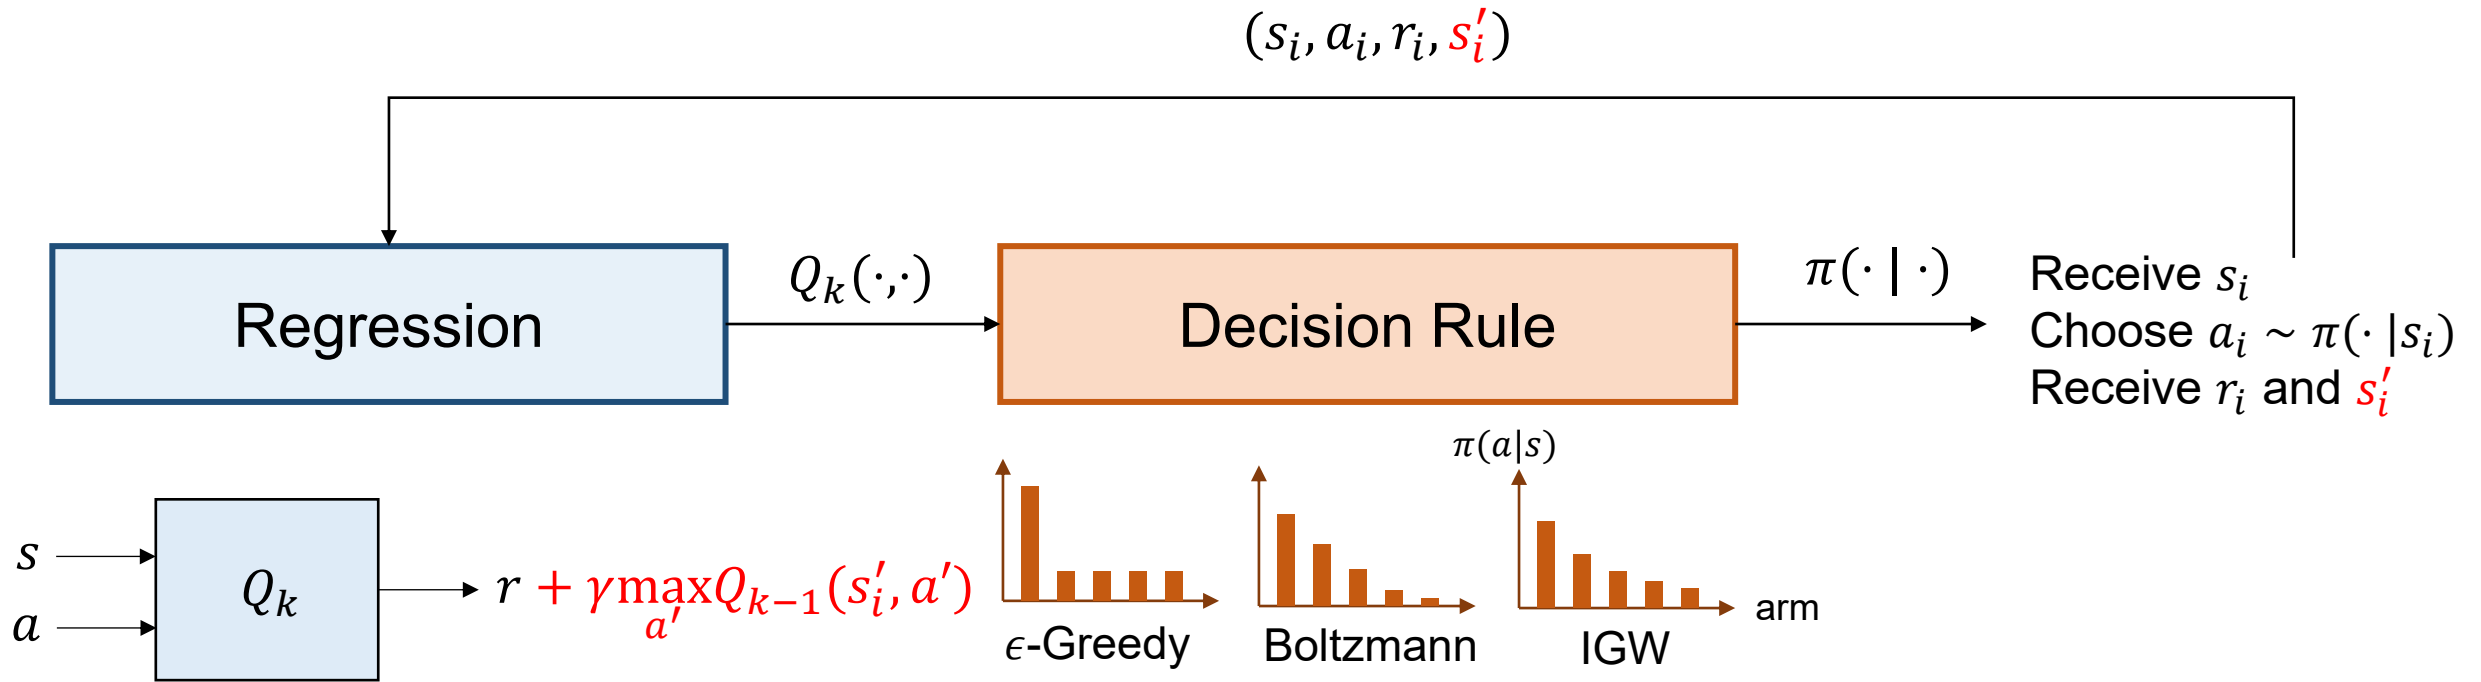 (s_i, a_i, r_i, s'_i)
Regression
Q_k(·,·)
Decision Rule
π(· | ·)
Receive s_i
Choose a_i ~ π(· |s_i)
Receive r_i and s'_i
s
a
Q_k
r + γ max_{a'} Q_{k−1}(s'_i, a')
ϵ-Greedy
Boltzmann
π(a|s)
IGW
arm